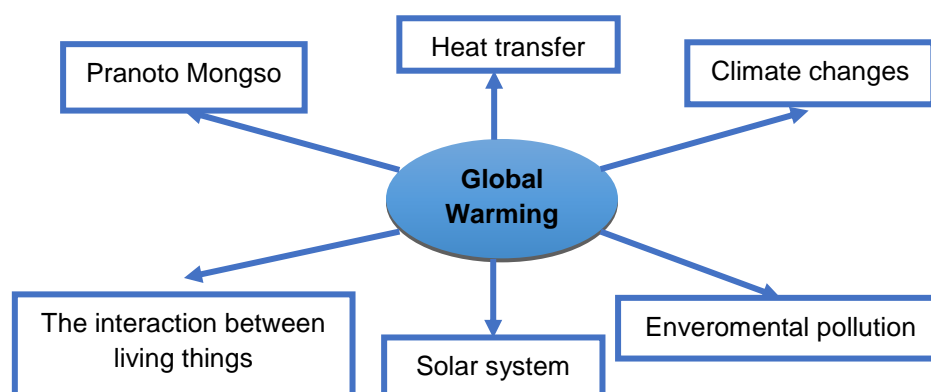 Heat transfer
Pranoto Mongso
Climate changes
Global
Warming
The interaction between
living things
Solar system
Enveromental pollution